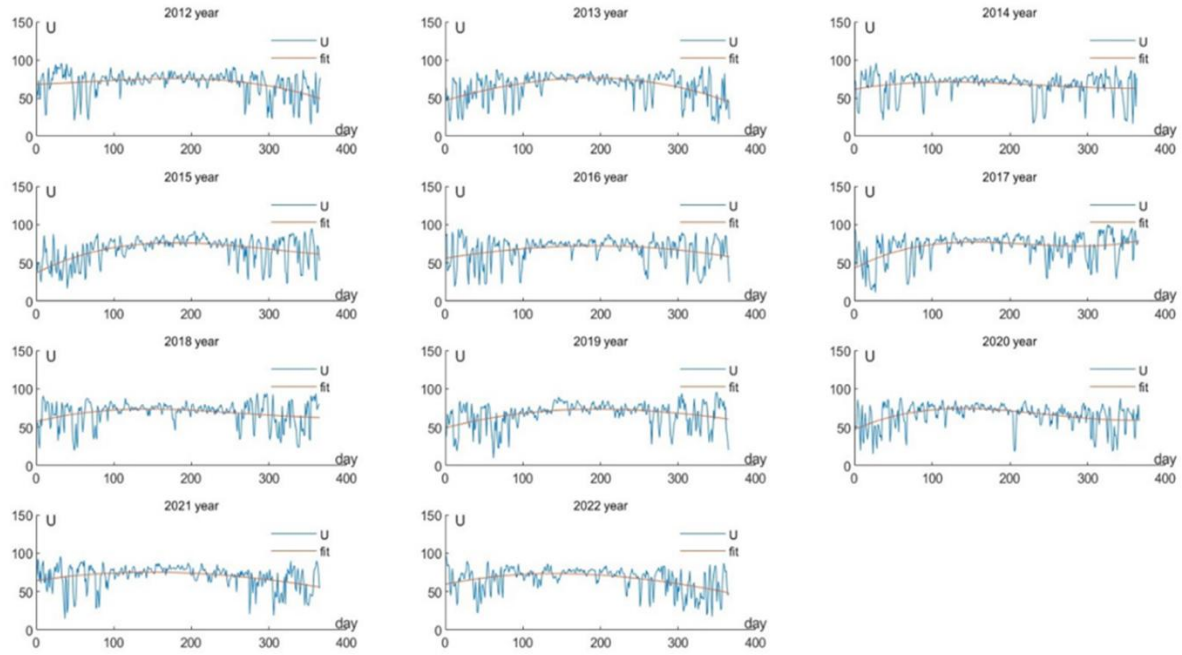 2012 year
150
U
U
100
fit
50
0
day
0 100 200 300 400
2013 year
150
U
U
100
fit
50
0
day
0 100 200 300 400
2014 year
150
U
U
100
fit
50
0
day
0 100 200 300 400
2015 year
150
U
U
100
fit
50
0
day
0 100 200 300 400
2016 year
150
U
U
100
fit
50
0
day
0 100 200 300 400
2017 year
150
U
U
100
fit
50
0
day
0 100 200 300 400
2018 year
150
U
U
100
fit
50
0
day
0 100 200 300 400
2019 year
150
U
U
100
fit
50
0
day
0 100 200 300 400
2020 year
150
U
U
100
fit
50
0
day
0 100 200 300 400
2021 year
150
U
U
100
fit
50
0
day
0 100 200 300 400
2022 year
150
U
U
100
fit
50
0
day
0 100 200 300 400